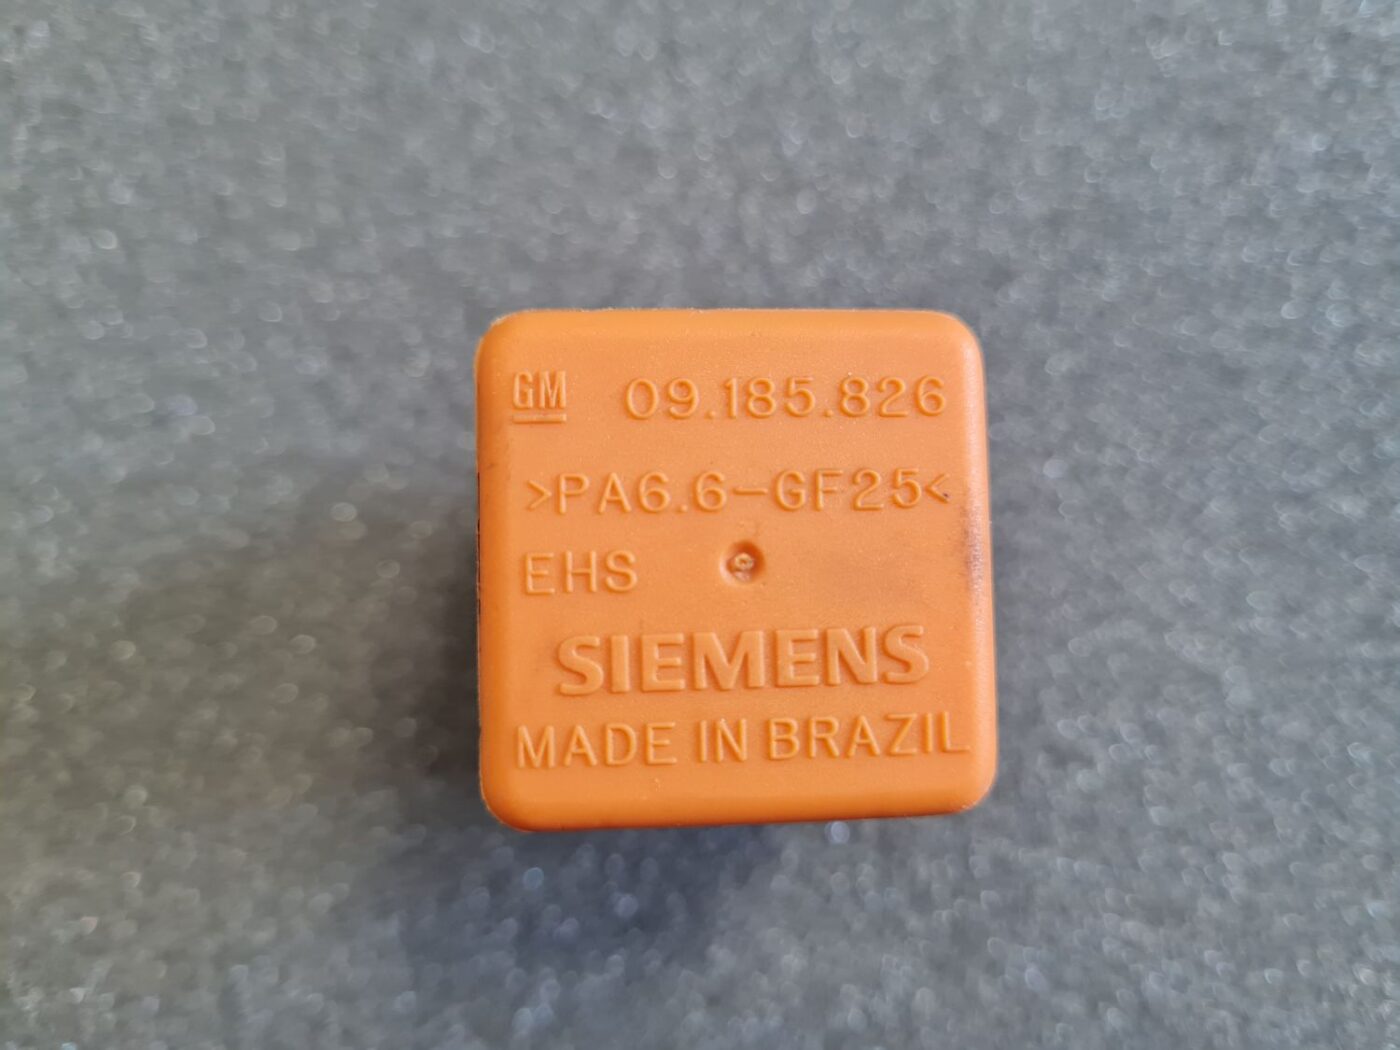 GM 09.185.826
>PA6.6-GF25<
EHS
SIEMENS
MADE IN BRAZIL